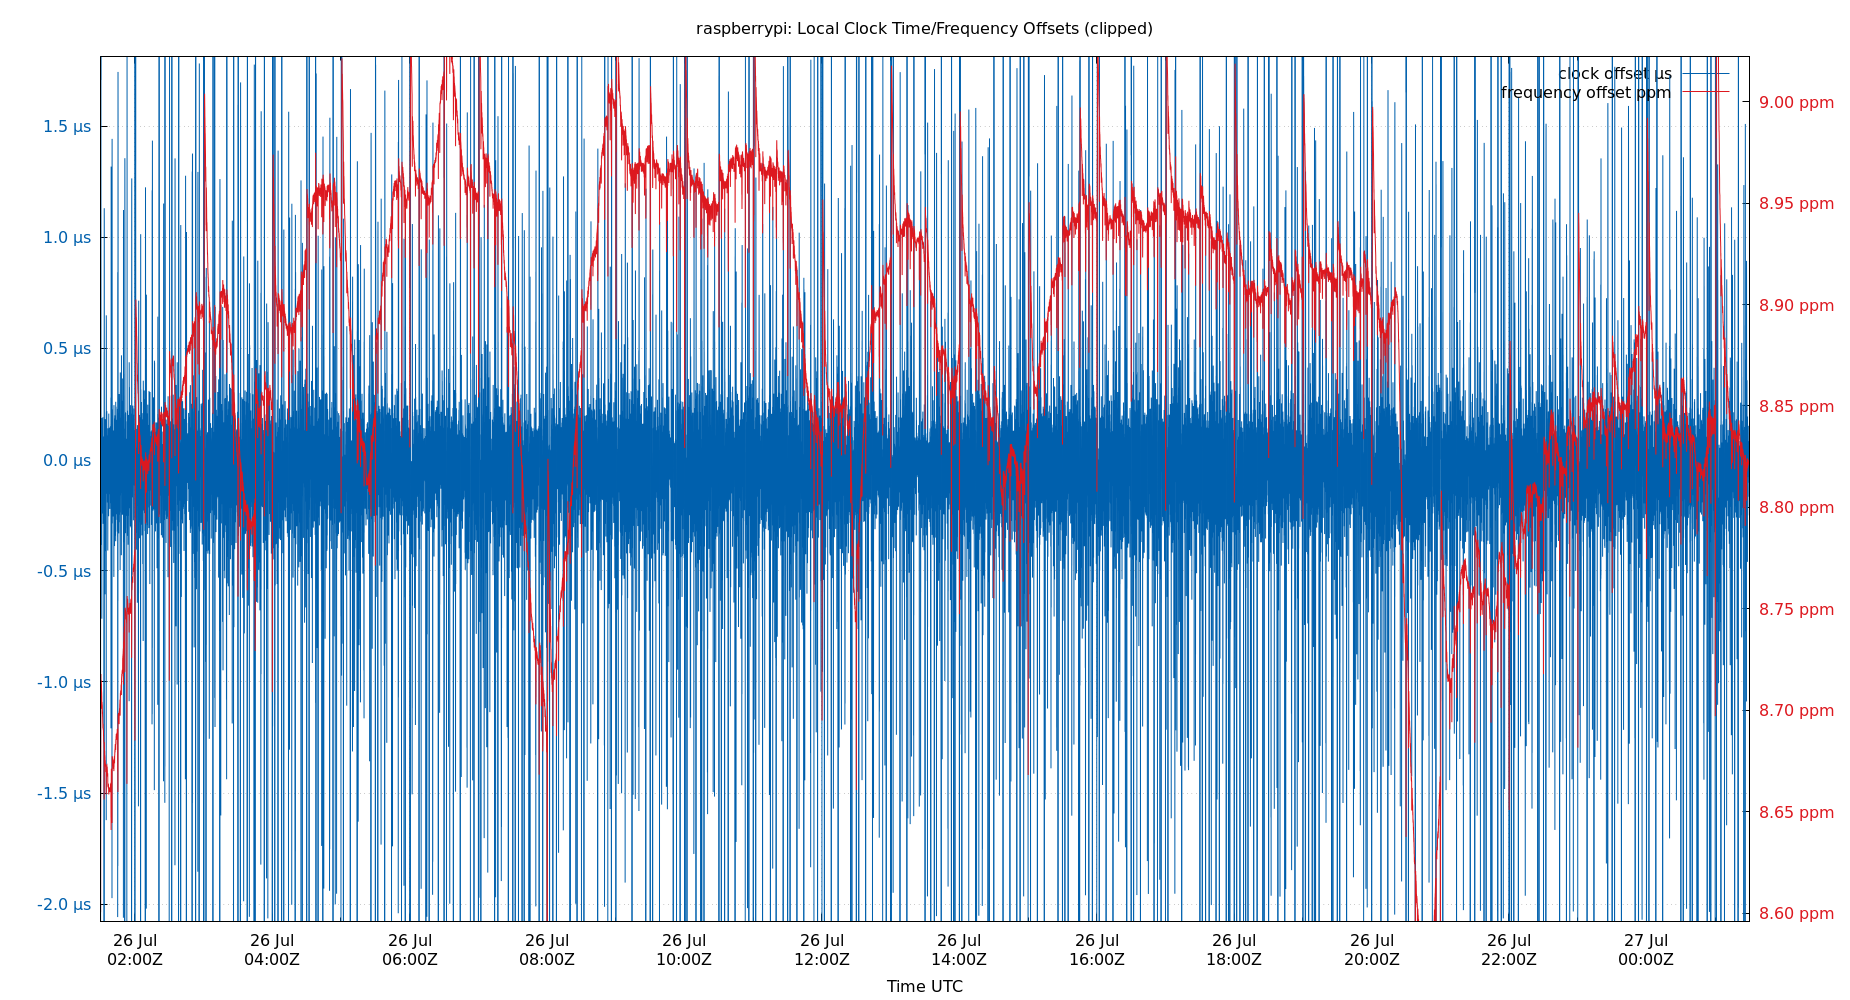 raspberrypi: Local Clock Time/Frequency Offsets (clipped)
clock offset µs
frequency offset ppm
1.5 µs
1.0 µs
0.5 µs
0.0 µs
-0.5 µs
-1.0 µs
-1.5 µs
-2.0 µs
9.00 ppm
8.95 ppm
8.90 ppm
8.85 ppm
8.80 ppm
8.75 ppm
8.70 ppm
8.65 ppm
8.60 ppm
26 Jul 26 Jul 26 Jul 26 Jul 26 Jul 26 Jul 26 Jul 26 Jul 26 Jul 26 Jul 26 Jul 27 Jul
02:00Z 04:00Z 06:00Z 08:00Z 10:00Z 12:00Z 14:00Z 16:00Z 18:00Z 20:00Z 22:00Z 00:00Z
Time UTC